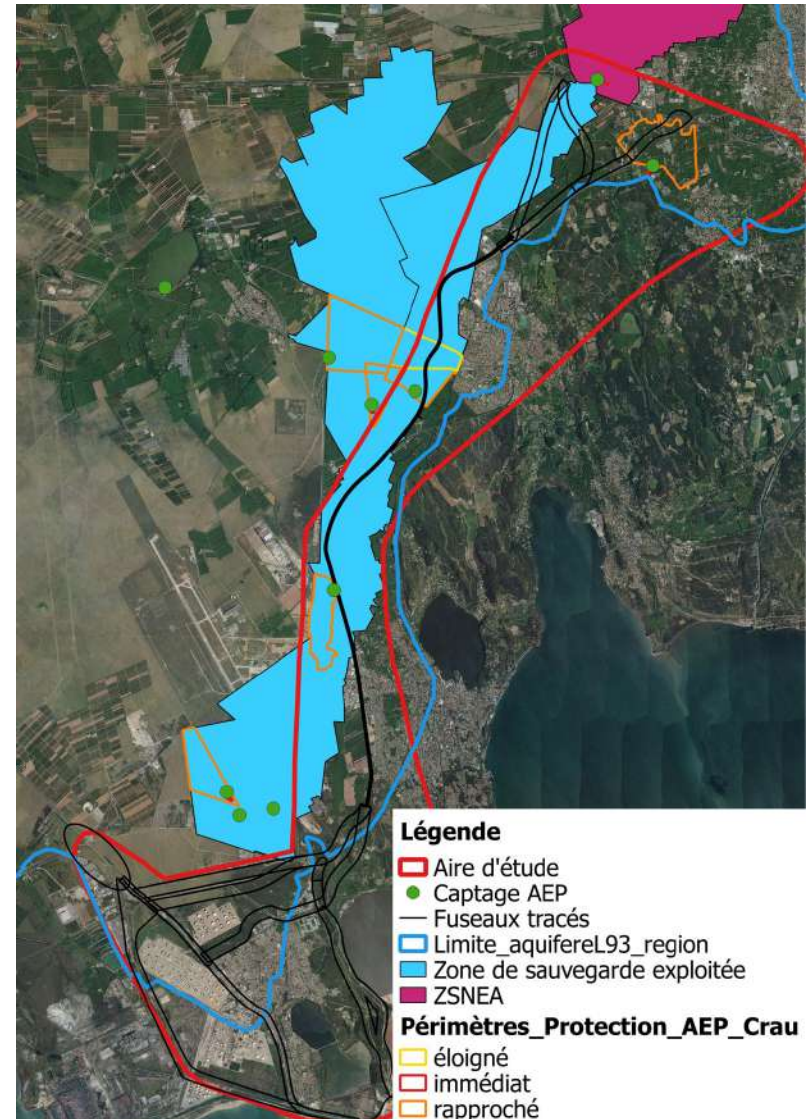 Légende
Aire d'étude
Captage AEP
Fuseaux tracés
Limite_aquifereL93_region
Zone de sauvegarde exploitée
ZSNEA
Périmètres_Protection_AEP_Crau
éloigné
immédiat
rapproché